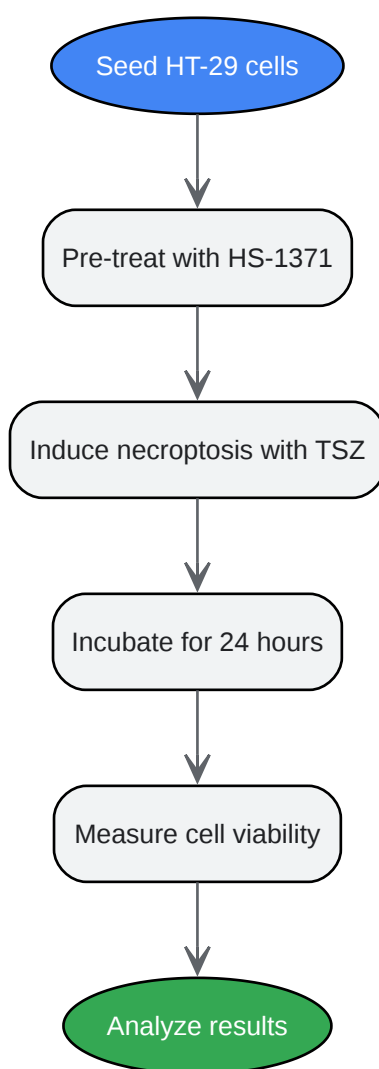 Seed HT-29 cells
Pre-treat with HS-1371
Induce necroptosis with TSZ
Incubate for 24 hours
Measure cell viability
Analyze results